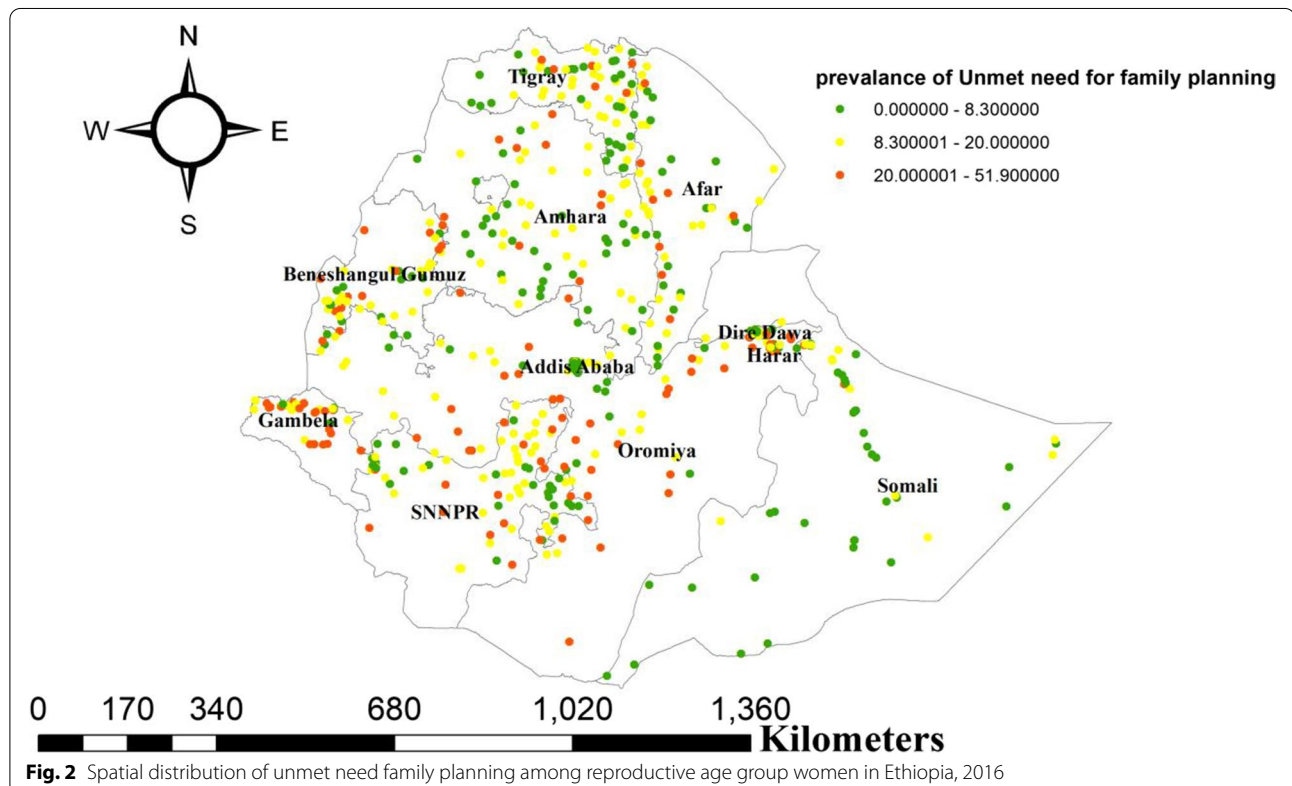 N
W E
S
prevalance of Unmet need for family planning
0.000000 - 8.300000
8.300001 - 20.000000
20.000001 - 51.900000
Tigray
Afar
Amhara
Beneshangul Gumuz
Dire Dawa
Harar
Addis Ababa
Gambela
Oromiya
Somali
SNNPR
0 170 340 680 1,020 1,360
Kilometers
Fig. 2 Spatial distribution of unmet need family planning among reproductive age group women in Ethiopia, 2016